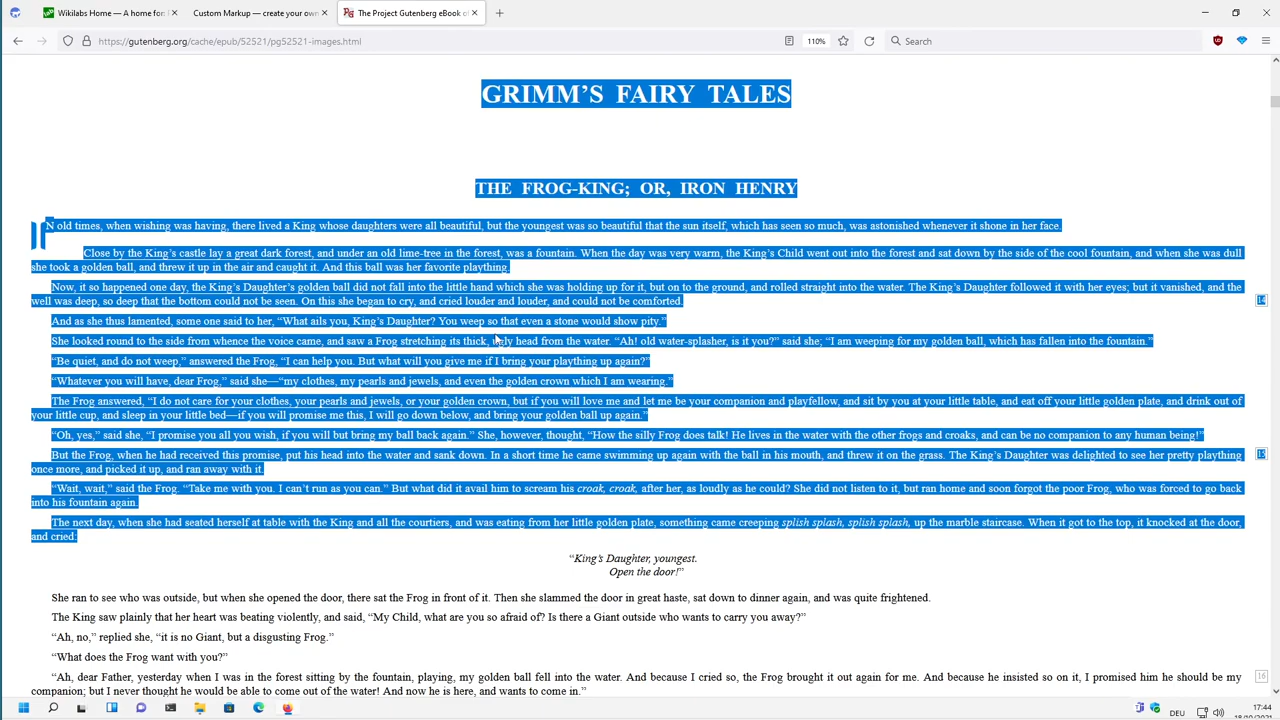 Wikilabs Home — A home for
Custom Markup — create your own
The Project Gutenberg eBook of
https://gutenberg.org/cache/epub/52521/pg52521-images.html
110%
Search
GRIMM’S FAIRY TALES
THE FROG-KING; OR, IRON HENRY
IN old times, when wishing was having, there lived a King whose daughters were all beautiful, but the youngest was so beautiful that the sun itself, which has seen so much, was astonished whenever it shone in her face.
Close by the King’s castle lay a great dark forest, and under an old lime-tree in the forest, was a fountain. When the day was very warm, the King’s Child went out into the forest and sat down by the side of the cool fountain, and when she was dull
she took a golden ball, and threw it up in the air and caught it. And this ball was her favorite plaything.
Now, it so happened one day, the King’s Daughter’s golden ball did not fall into the little hand which she was holding up for it, but on to the ground, and rolled straight into the water. The King’s Daughter followed it with her eyes; but it vanished, and the
well was deep, so deep that the bottom could not be seen. On this she began to cry, and cried louder and louder, and could not be comforted.
14
And as she thus lamented, some one said to her, “What ails you, King’s Daughter? You weep so that even a stone would show pity.”
She looked round to the side from whence the voice came, and saw a Frog stretching its thick, ugly head from the water. “Ah! old water-splasher, is it you?” said she; “I am weeping for my golden ball, which has fallen into the fountain.”
“Be quiet, and do not weep,” answered the Frog, “I can help you. But what will you give me if I bring your plaything up again?”
“Whatever you will have, dear Frog,” said she—“my clothes, my pearls and jewels, and even the golden crown which I am wearing.”
The Frog answered, “I do not care for your clothes, your pearls and jewels, or your golden crown, but if you will love me and let me be your companion and playfellow, and sit by you at your little table, and eat off your little golden plate, and drink out of
your little cup, and sleep in your little bed—if you will promise me this, I will go down below, and bring your golden ball up again.”
“Oh, yes,” said she, “I promise you all you wish, if you will but bring my ball back again.” She, however, thought, “How the silly Frog does talk! He lives in the water with the other frogs and croaks, and can be no companion to any human being!”
But the Frog, when he had received this promise, put his head into the water and sank down. In a short time he came swimming up again with the ball in his mouth, and threw it on the grass. The King’s Daughter was delighted to see her pretty plaything
15
once more, and picked it up, and ran away with it.
“Wait, wait,” said the Frog. “Take me with you. I can’t run as you can.” But what did it avail him to scream his croak, croak, after her, as loudly as he could? She did not listen to it, but ran home and soon forgot the poor Frog, who was forced to go back
into his fountain again.
The next day, when she had seated herself at table with the King and all the courtiers, and was eating from her little golden plate, something came creeping splish splash, splish splash, up the marble staircase. When it got to the top, it knocked at the door,
and cried:
“King’s Daughter, youngest.
Open the door!”
She ran to see who was outside, but when she opened the door, there sat the Frog in front of it. Then she slammed the door in great haste, sat down to dinner again, and was quite frightened.
The King saw plainly that her heart was beating violently, and said, “My Child, what are you so afraid of? Is there a Giant outside who wants to carry you away?”
“Ah, no,” replied she, “it is no Giant, but a disgusting Frog.”
“What does the Frog want with you?”
“Ah, dear Father, yesterday when I was in the forest sitting by the fountain, playing, my golden ball fell into the water. And because I cried so, the Frog brought it out again for me. And because he insisted so on it, I promised him he should be my
16
companion; but I never thought he would be able to come out of the water! And now he is here, and wants to come in.”
DEU
17:44
18/10/2021